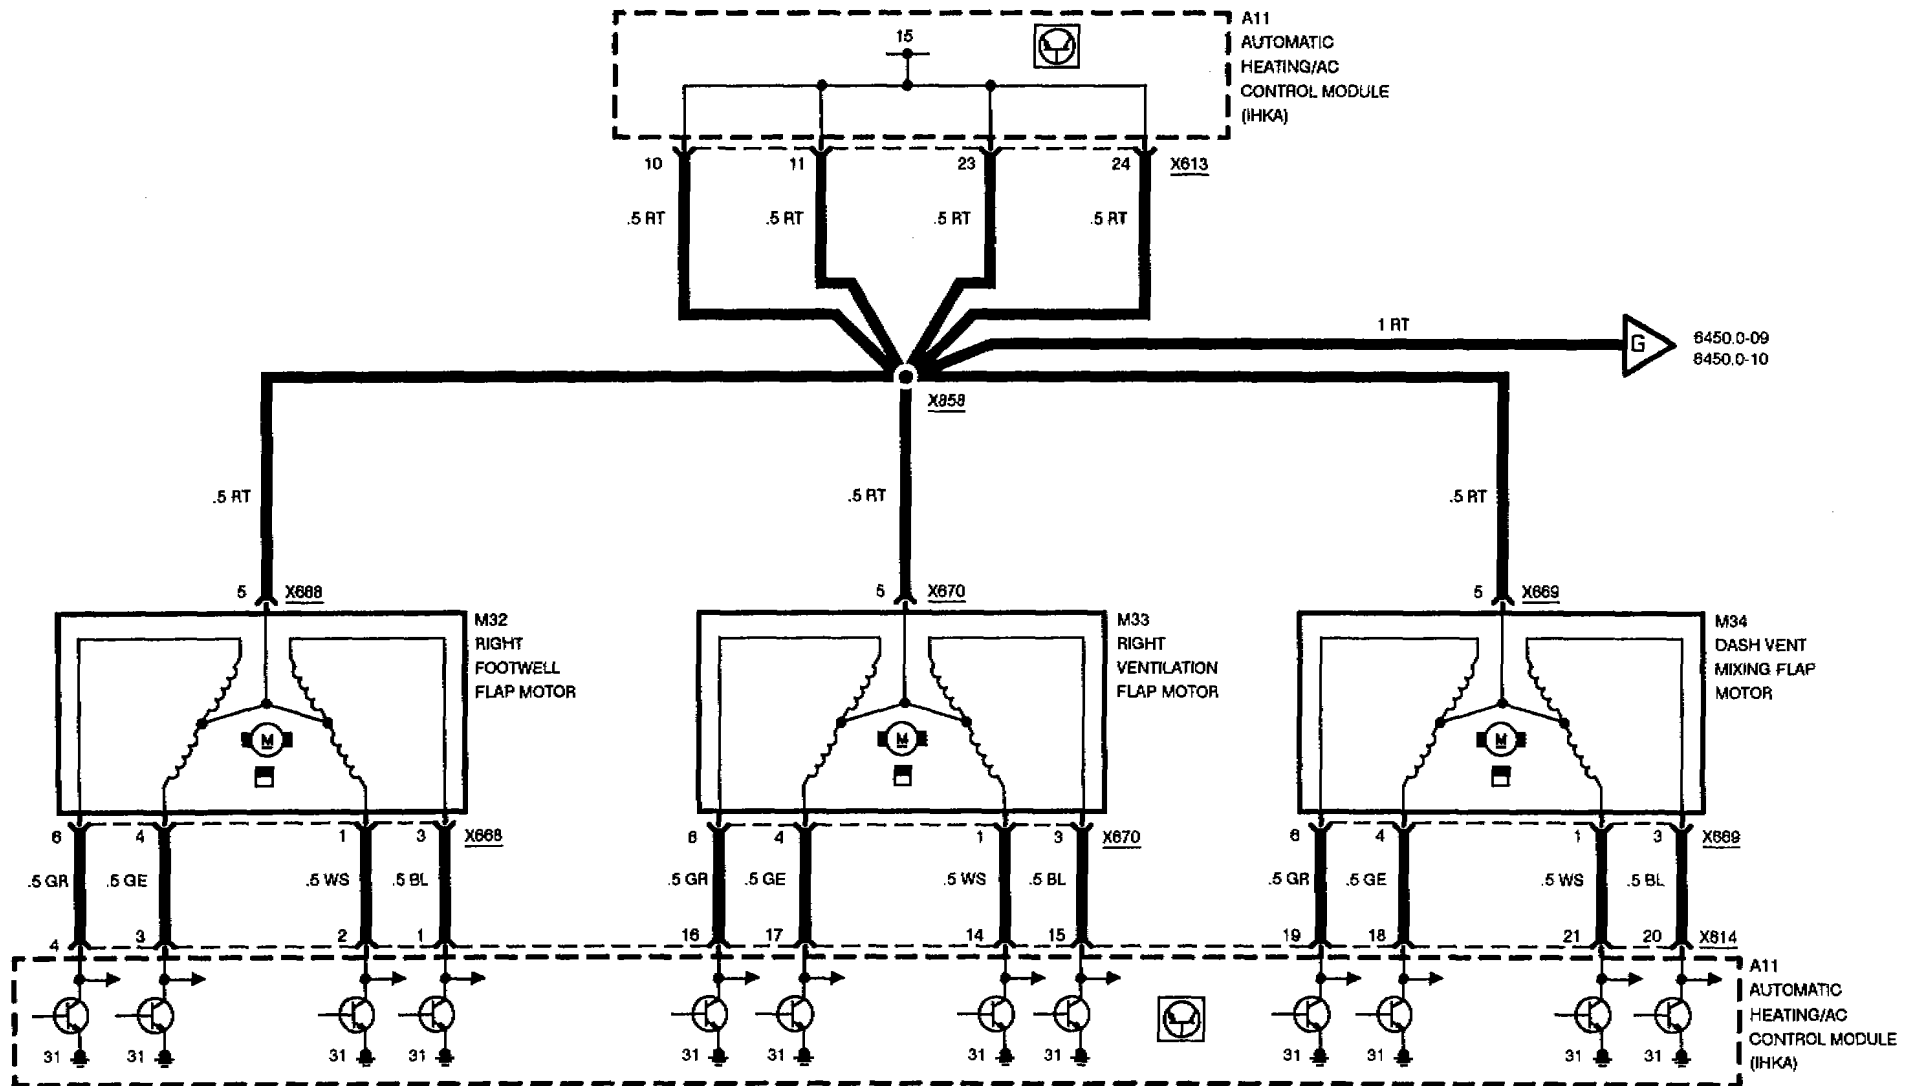 A11
AUTOMATIC
HEATING/AC
CONTROL MODULE
(IHKA)
15
10 11 23 24 X613
.5 RT .5 RT .5 RT .5 RT
1 RT
G
6450.0-09
6450.0-10
X858
.5 RT .5 RT .5 RT
5 X668 5 X670 5 X669
M32
RIGHT
FOOTWELL
FLAP MOTOR
M
M33
RIGHT
VENTILATION
FLAP MOTOR
M
M34
DASH VENT
MIXING FLAP
MOTOR
M
6 4 1 3 X668 6 4 1 3 X670 6 4 1 3 X669
.5 GR .5 GE .5 WS .5 BL .5 GR .5 GE .5 WS .5 BL .5 GR .5 GE .5 WS .5 BL
4 3 2 1 16 17 14 15 19 18 21 20 X614
A11
AUTOMATIC
HEATING/AC
CONTROL MODULE
(IHKA)
31 31 31 31 31 31 31 31 31 31 31 31